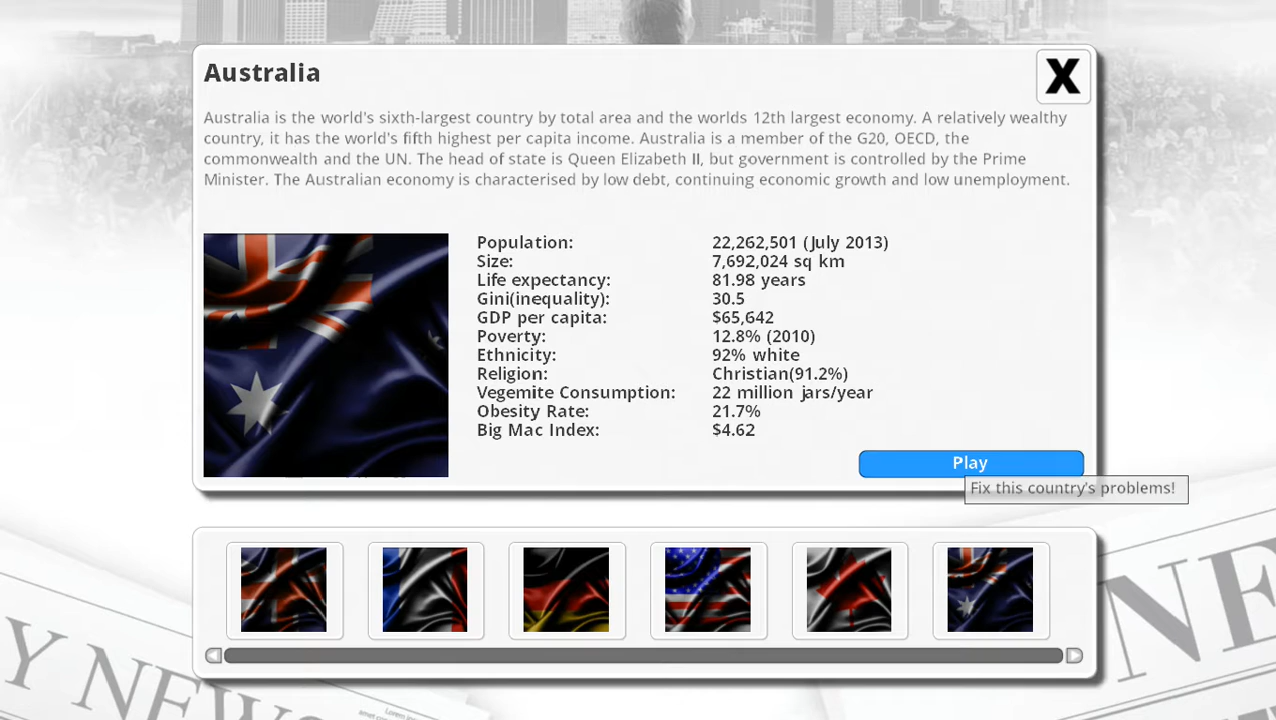 Australia
X
Australia is the world's sixth-largest country by total area and the worlds 12th largest economy. A relatively wealthy
country, it has the world's fifth highest per capita income. Australia is a member of the G20, OECD, the
commonwealth and the UN. The head of state is Queen Elizabeth II, but government is controlled by the Prime
Minister. The Australian economy is characterised by low debt, continuing economic growth and low unemployment.
Population: 22,262,501 (July 2013)
Size: 7,692,024 sq km
Life expectancy: 81.98 years
Gini(inequality): 30.5
GDP per capita: $65,642
Poverty: 12.8% (2010)
Ethnicity: 92% white
Religion: Christian(91.2%)
Vegemite Consumption: 22 million jars/year
Obesity Rate: 21.7%
Big Mac Index: $4.62
Play
Fix this country's problems!
Y NEWS
NE